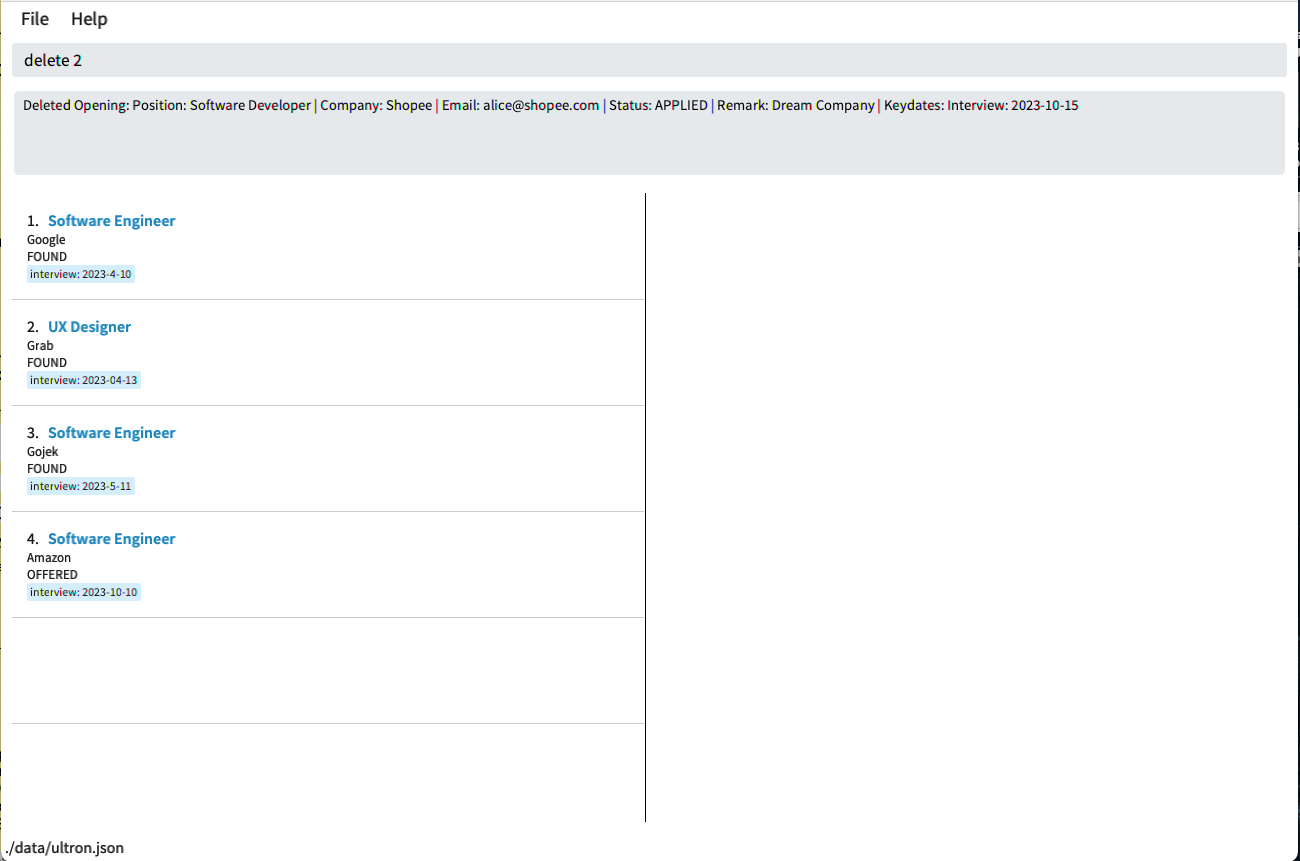 File Help
delete 2
Deleted Opening: Position: Software Developer | Company: Shopee | Email: alice@shopee.com | Status: APPLIED | Remark: Dream Company | Keydates: Interview: 2023-10-15
1. Software Engineer
Google
FOUND
interview: 2023-4-10
2. UX Designer
Grab
FOUND
interview: 2023-04-13
3. Software Engineer
Gojek
FOUND
interview: 2023-5-11
4. Software Engineer
Amazon
OFFERED
interview: 2023-10-10
./data/ultron.json